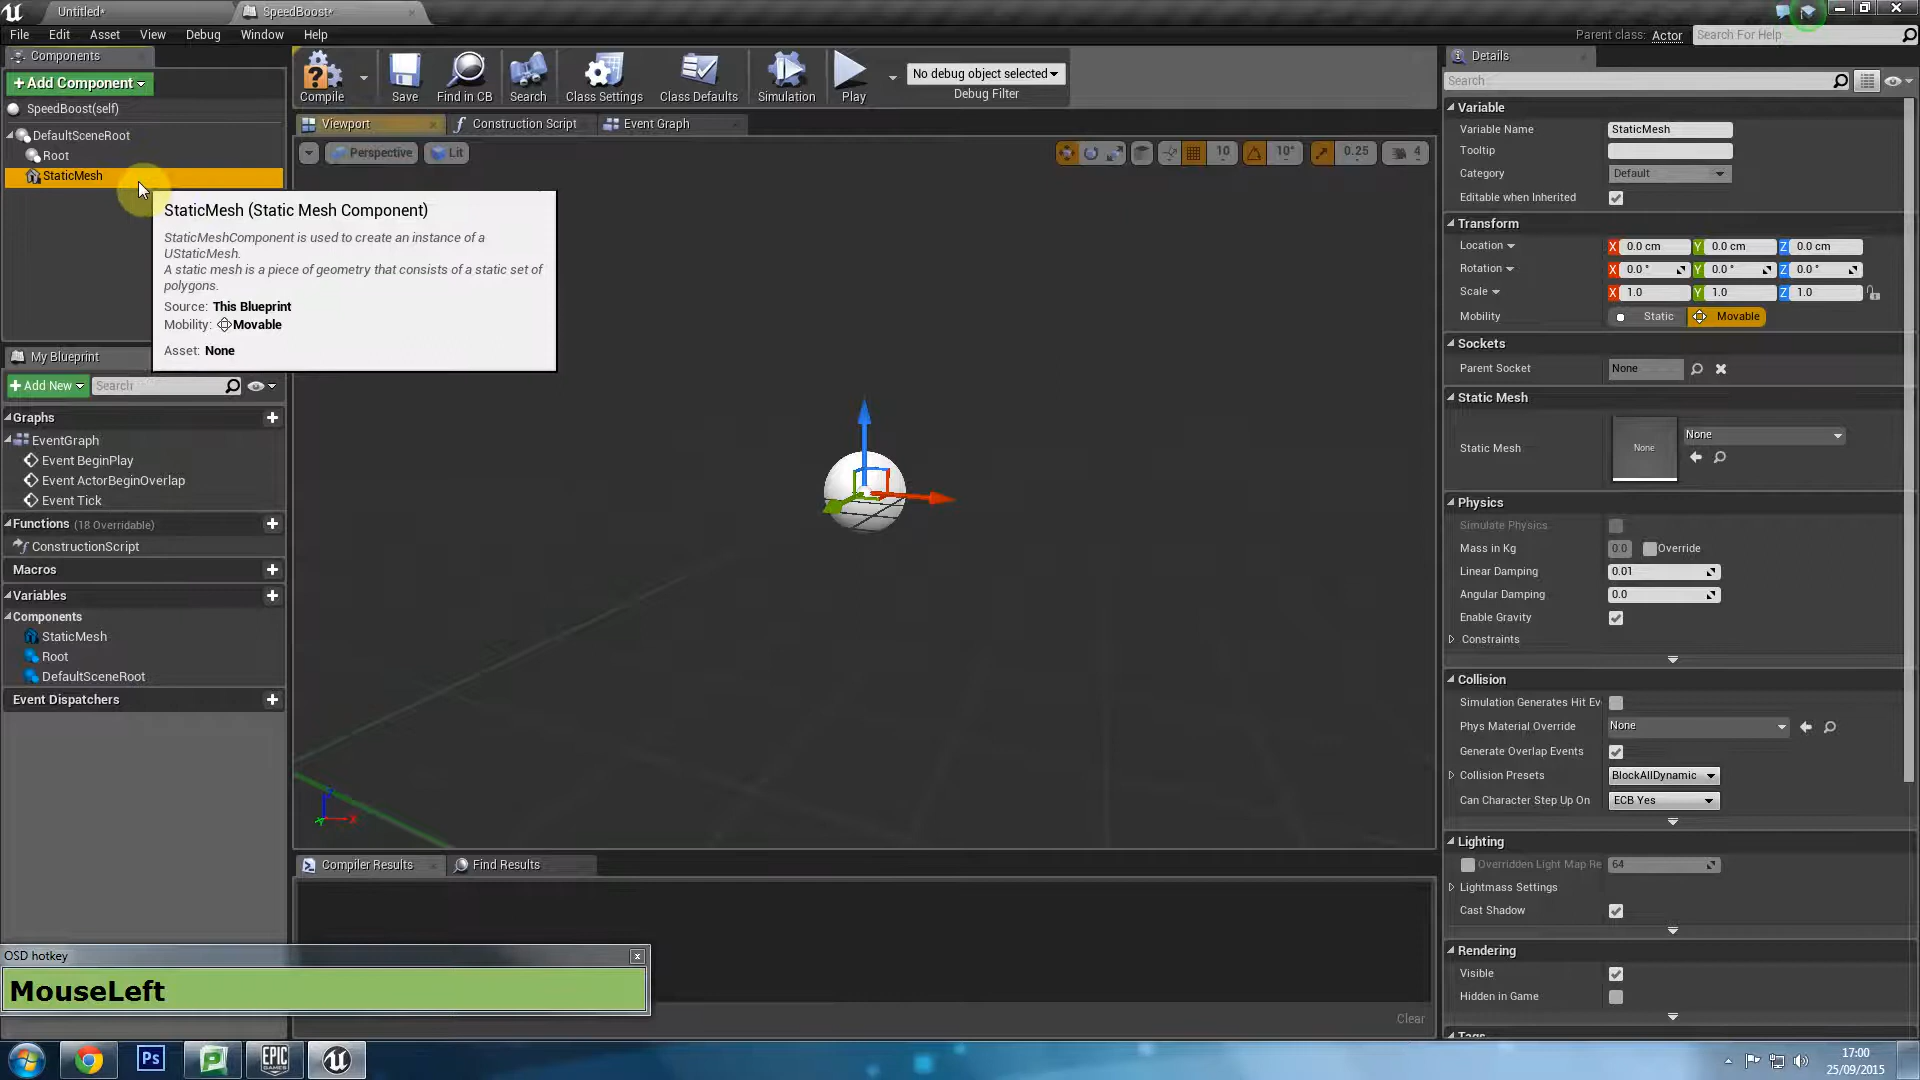 Untitled*
SpeedBoost*
File Edit Asset View Debug Window Help
Parent class: Actor
Search For Help
Components
+ Add Component
SpeedBoost(self)
DefaultSceneRoot
Root
StaticMesh
StaticMesh (Static Mesh Component)
StaticMeshComponent is used to create an instance of a
UStaticMesh.
A static mesh is a piece of geometry that consists of a static set of
polygons.
Source: This Blueprint
Mobility: Movable
Asset: None
My Blueprint
+ Add New
Search
Graphs
EventGraph
Event BeginPlay
Event ActorBeginOverlap
Event Tick
Functions (18 Overridable)
ConstructionScript
Macros
Variables
Components
StaticMesh
Root
DefaultSceneRoot
Event Dispatchers
Compile
Save
Find in CB
Search
Class Settings
Class Defaults
Simulation
Play
No debug object selected
Debug Filter
Viewport
Construction Script
Event Graph
Perspective
Lit
10
10°
0.25
4
X
Compiler Results
Find Results
Clear
OSD hotkey
MouseLeft
Details
Search
Variable
Variable Name StaticMesh
Tooltip
Category Default
Editable when Inherited
Transform
Location X 0.0 cm Y 0.0 cm Z 0.0 cm
Rotation X 0.0 ° Y 0.0 ° Z 0.0 °
Scale X 1.0 Y 1.0 Z 1.0
Mobility Static Movable
Sockets
Parent Socket None
Static Mesh
Static Mesh None None
Physics
Simulate Physics
Mass in Kg 0.0 Override
Linear Damping 0.01
Angular Damping 0.0
Enable Gravity
Constraints
Collision
Simulation Generates Hit Ev
Phys Material Override None
Generate Overlap Events
Collision Presets BlockAllDynamic
Can Character Step Up On ECB Yes
Lighting
Overridden Light Map Re 64
Lightmass Settings
Cast Shadow
Rendering
Visible
Hidden in Game
Tags
Ps
EPIC
GAMES
17:00
25/09/2015